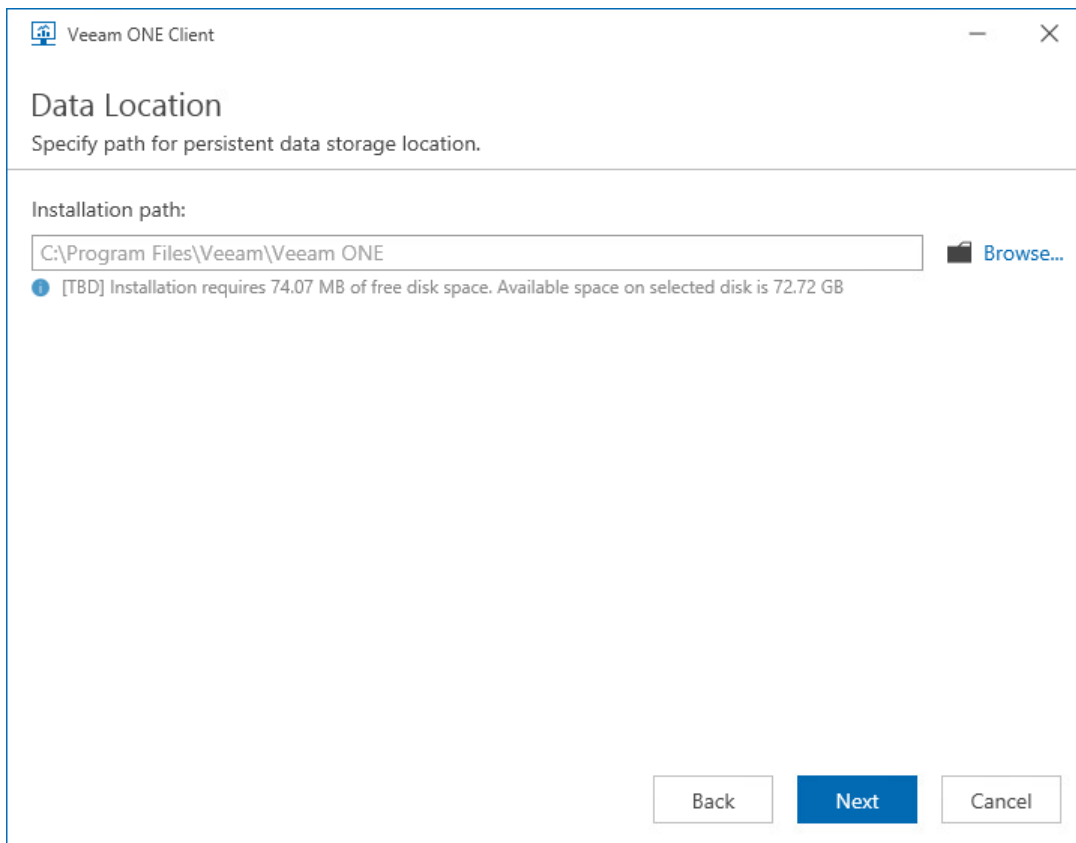 Veeam ONE Client
Data Location
Specify path for persistent data storage location.
Installation path:
C:\Program Files\Veeam\Veeam ONE
Browse...
[TBD] Installation requires 74.07 MB of free disk space. Available space on selected disk is 72.72 GB
Back
Next
Cancel